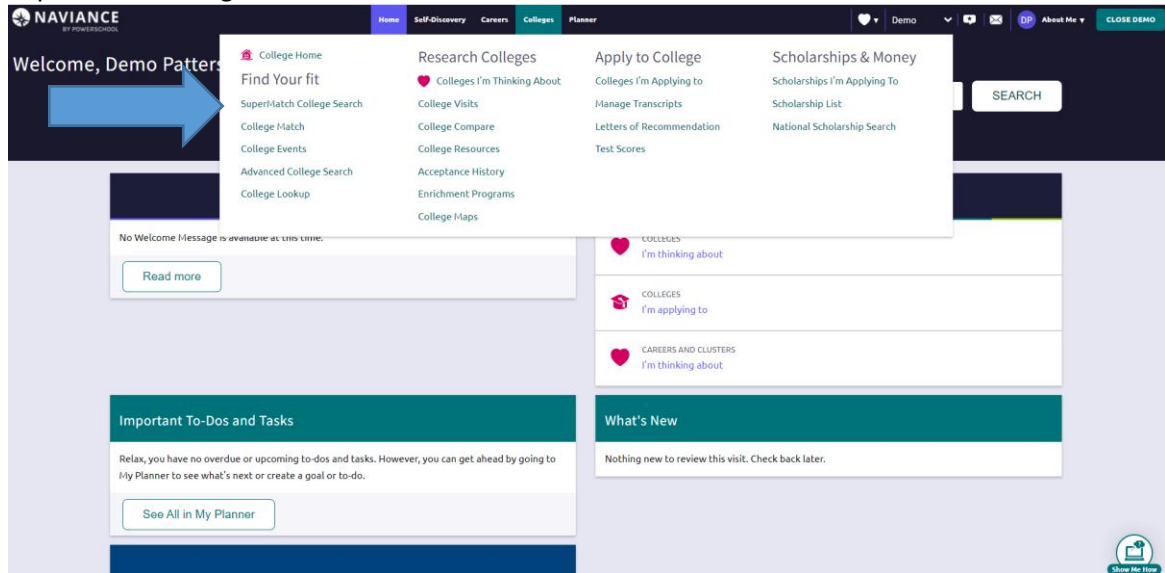 NAVIANCE
BY POWERSCHOOL
Home Self-Discovery Careers Colleges Planner
Demo
DP About Me
CLOSE DEMO
Welcome, Demo Patters
SEARCH
College Home
Find Your fit
SuperMatch College Search
College Match
College Events
Advanced College Search
College Lookup
Research Colleges
Colleges I'm Thinking About
College Visits
College Compare
College Resources
Acceptance History
Enrichment Programs
College Maps
Apply to College
Colleges I'm Applying to
Manage Transcripts
Letters of Recommendation
Test Scores
Scholarships & Money
Scholarships I'm Applying To
Scholarship List
National Scholarship Search
No Welcome Message is available at this time.
Read more
COLLEGES
I'm thinking about
COLLEGES
I'm applying to
CAREERS AND CLUSTERS
I'm thinking about
Important To-Dos and Tasks
Relax, you have no overdue or upcoming to-dos and tasks. However, you can get ahead by going to
My Planner to see what's next or create a goal or to-do.
See All in My Planner
What's New
Nothing new to review this visit. Check back later.
Show Me How